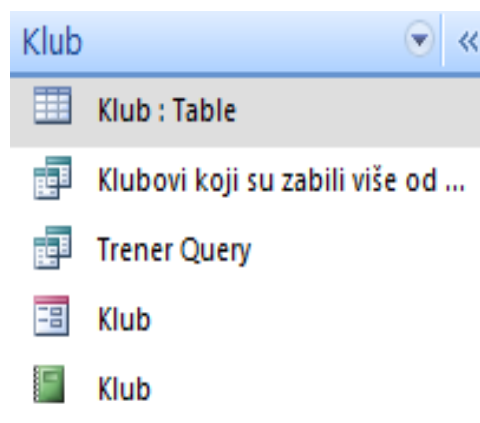 Klub
Klub : Table
Klubovi koji su zabili više od ...
Trener Query
Klub
Klub